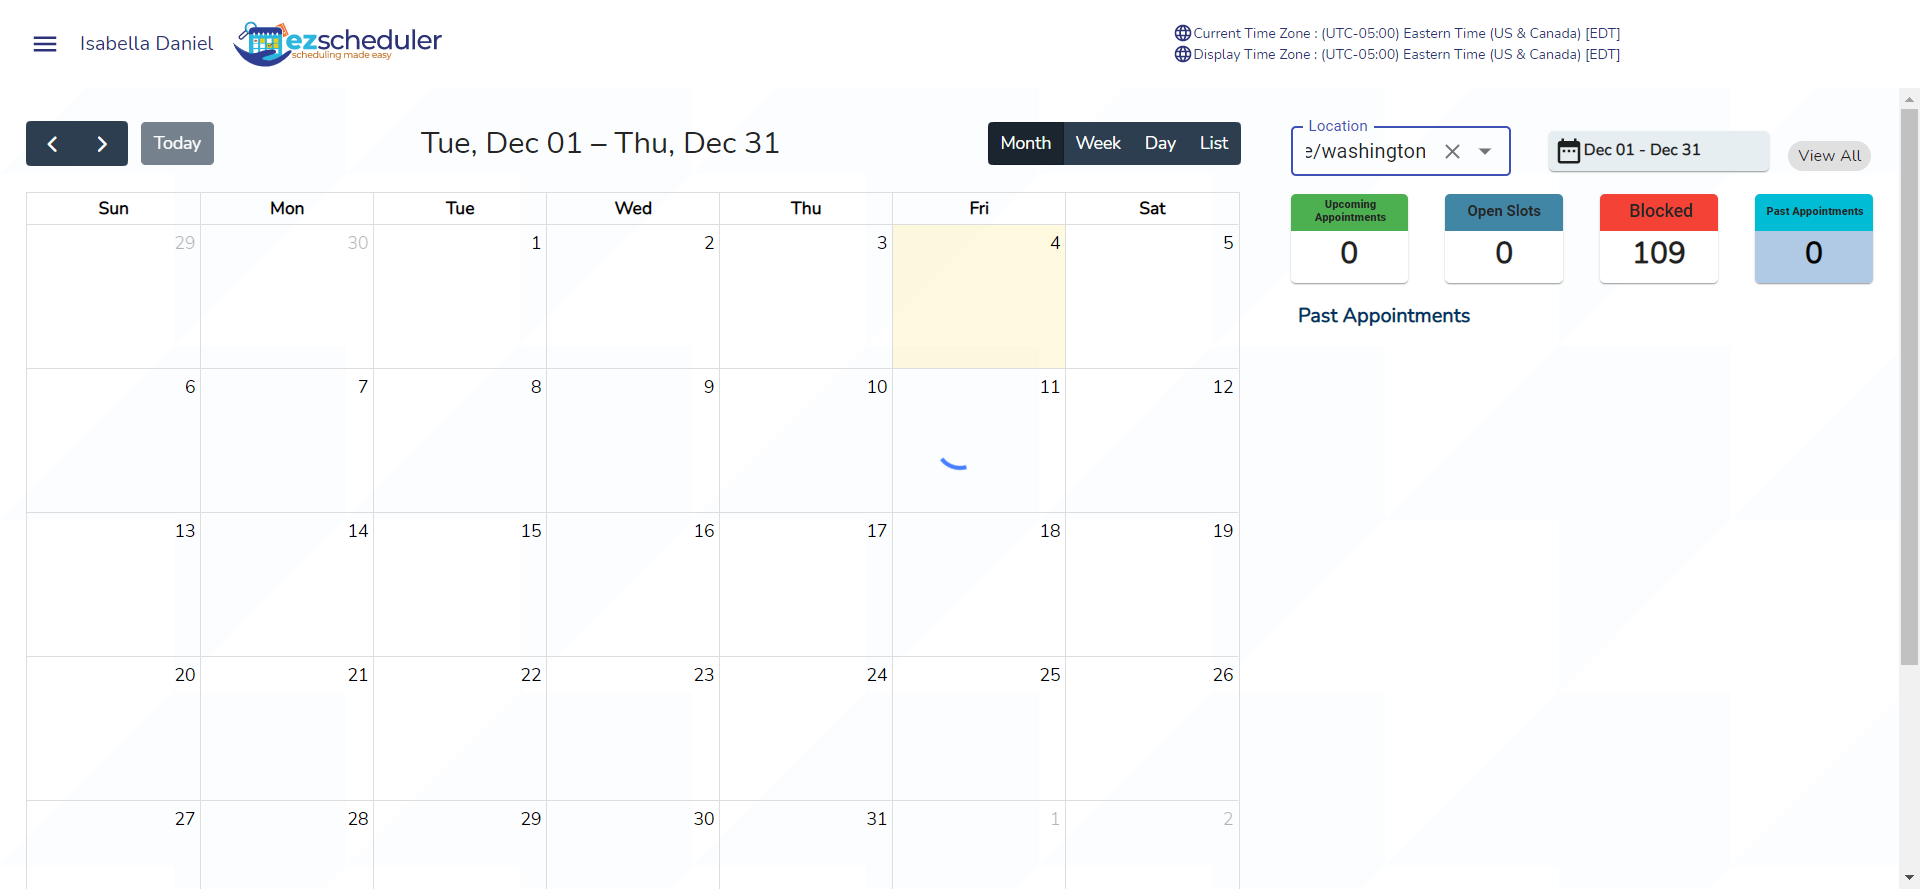 Isabella Daniel
ezscheduler
scheduling made easy
Current Time Zone : (UTC-05:00) Eastern Time (US & Canada) [EDT]
Display Time Zone : (UTC-05:00) Eastern Time (US & Canada) [EDT]
Today
Tue, Dec 01 – Thu, Dec 31
Month Week Day List
Location
e/washington
Dec 01 - Dec 31
View All
Sun Mon Tue Wed Thu Fri Sat
29 30 1 2 3 4 5
6 7 8 9 10 11 12
13 14 15 16 17 18 19
20 21 22 23 24 25 26
27 28 29 30 31 1 2
Upcoming
Appointments
0
Open Slots
0
Blocked
109
Past Appointments
0
Past Appointments